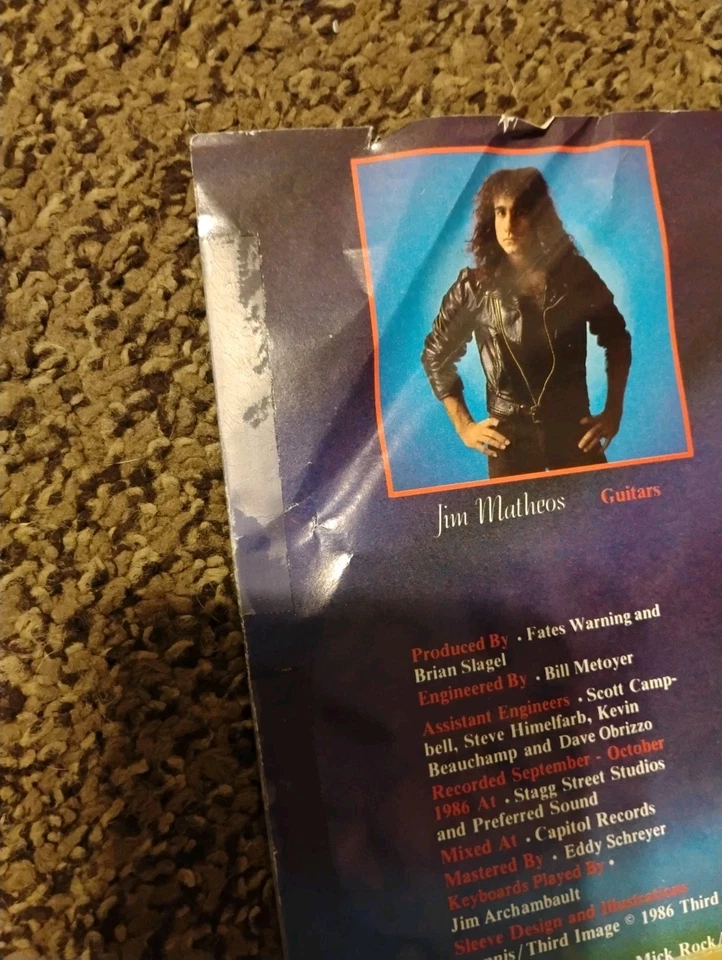 Jim Matheos Guitars
Produced By • Fates Warning and
Brian Slagel
Engineered By • Bill Metoyer
Assistant Engineers • Scott Camp-
bell, Steve Himelfarb, Kevin
Beauchamp and Dave Obrizzo
Recorded September - October
1986 At • Stagg Street Studios
and Preferred Sound
Mixed At • Capitol Records
Mastered By • Eddy Schreyer
Keyboards Played By •
Jim Archambault
Sleeve Design and Illustrations
/Third Image © 1986 Third
Mick Rock/